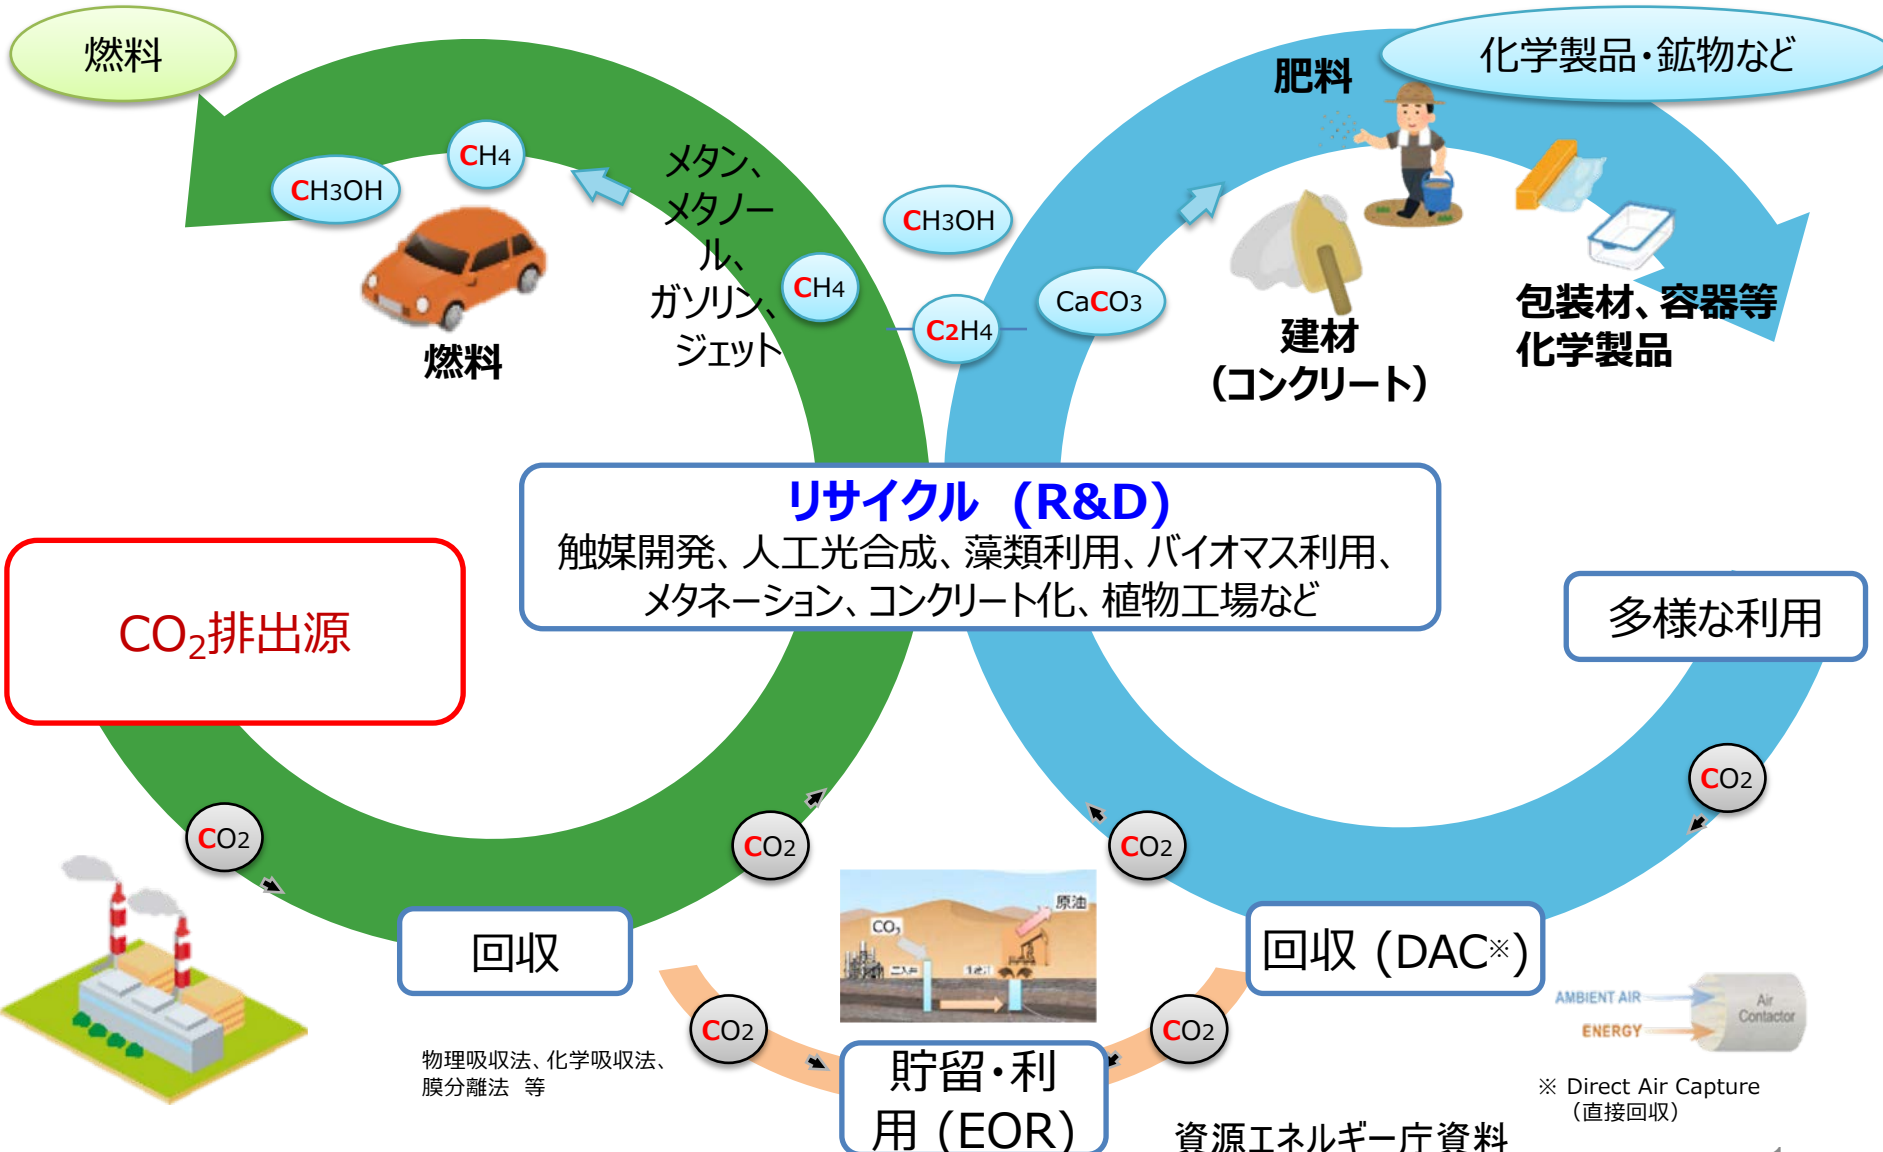 燃料
化学製品・鉱物など
肥料
CH4
CH3OH
メタン、
メタノー
ル、
ガソリン、
ジェット
CH3OH
CH4
C2H4
CaCO3
燃料
建材
（コンクリート）
包装材、容器等
化学製品
リサイクル（R&D）
触媒開発、人工光合成、藻類利用、バイオマス利用、
メタネーション、コンクリート化、植物工場など
CO₂排出源
多様な利用
CO2
CO2
CO2
CO2
回収
原油
CO₂
回収（DAC※）
AMBIENT AIR
ENERGY
Air
Contactor
CO2
CO2
物理吸収法、化学吸収法、
膜分離法 等
貯留・利
用（EOR）
※ Direct Air Capture
（直接回収）
資源エネルギー庁資料